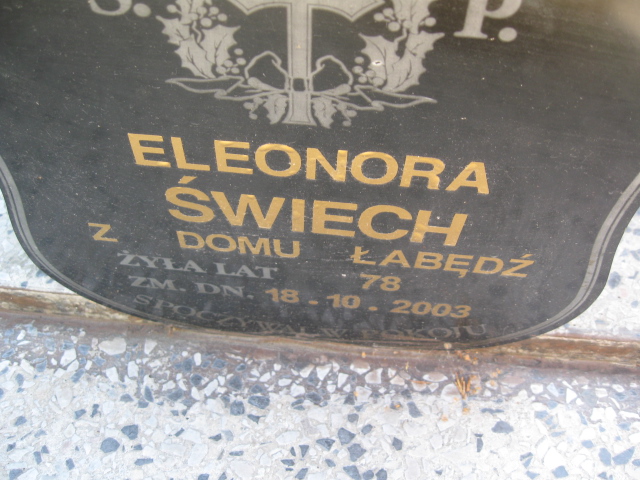 Ś. P.
ELEONORA
ŚWIECH
Z DOMU ŁABĘDŹ
ŻYŁA LAT 78
ZM. DN. 18-10-2003
SPOCZYWAJ W POKOJU